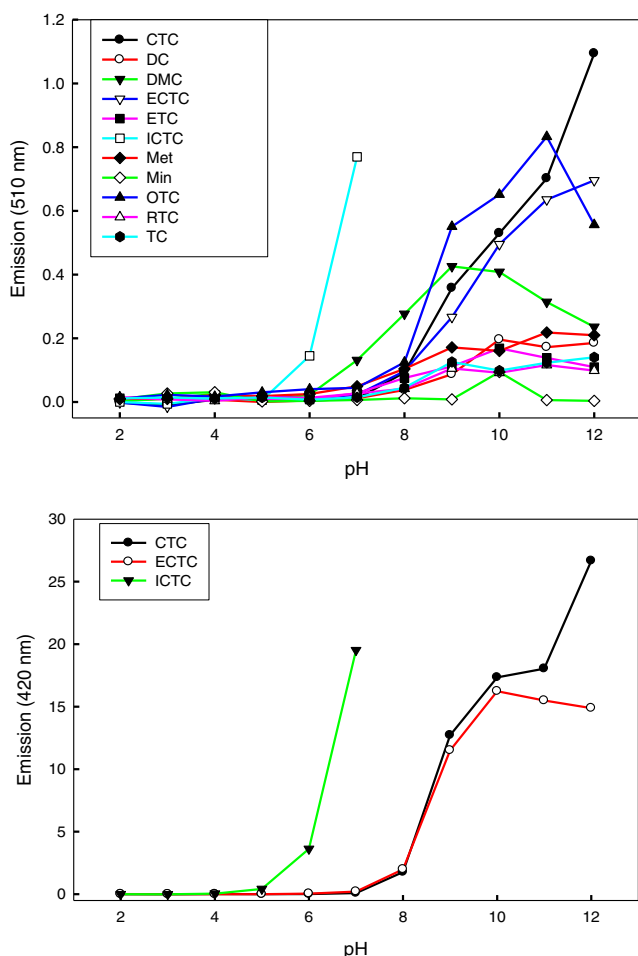 1.2
1.0
0.8
0.6
0.4
0.2
0.0
Emission (510 nm)
CTC
DC
DMC
ECTC
ETC
ICTC
Met
Min
OTC
RTC
TC
2 4 6 8 10 12
pH
30
25
20
15
10
5
0
Emission (420 nm)
CTC
ECTC
ICTC
2 4 6 8 10 12
pH